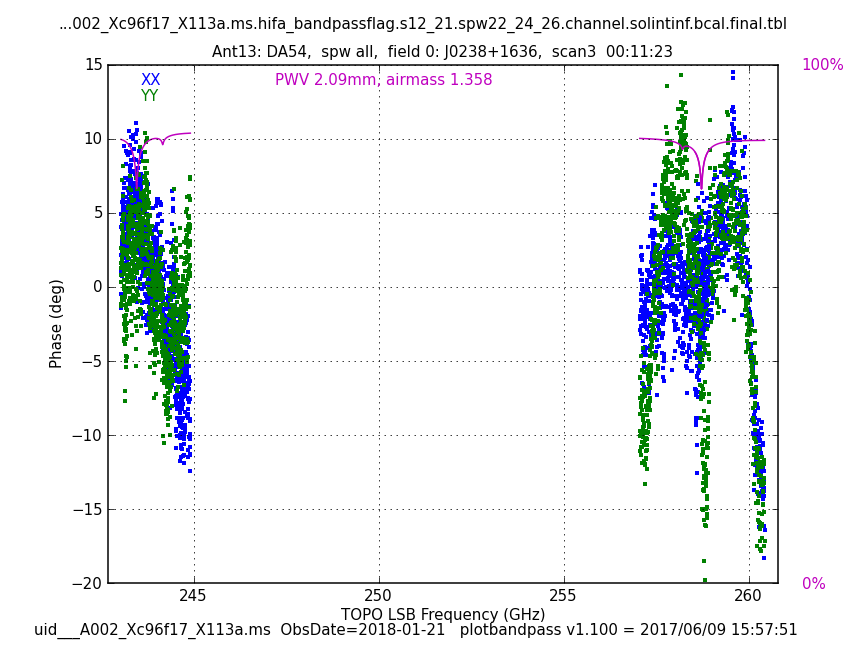 ...002_Xc96f17_X113a.ms.hifa_bandpassflag.s12_21.spw22_24_26.channel.solintinf.bcal.final.tbl
Ant13: DA54,  spw all,  field 0: J0238+1636,  scan3  00:11:23
XX
YY
PWV 2.09mm, airmass 1.358
100%
0%
15
10
5
0
−5
−10
−15
−20
Phase (deg)
245
250
255
260
TOPO LSB Frequency (GHz)
uid___A002_Xc96f17_X113a.ms  ObsDate=2018-01-21   plotbandpass v1.100 = 2017/06/09 15:57:51